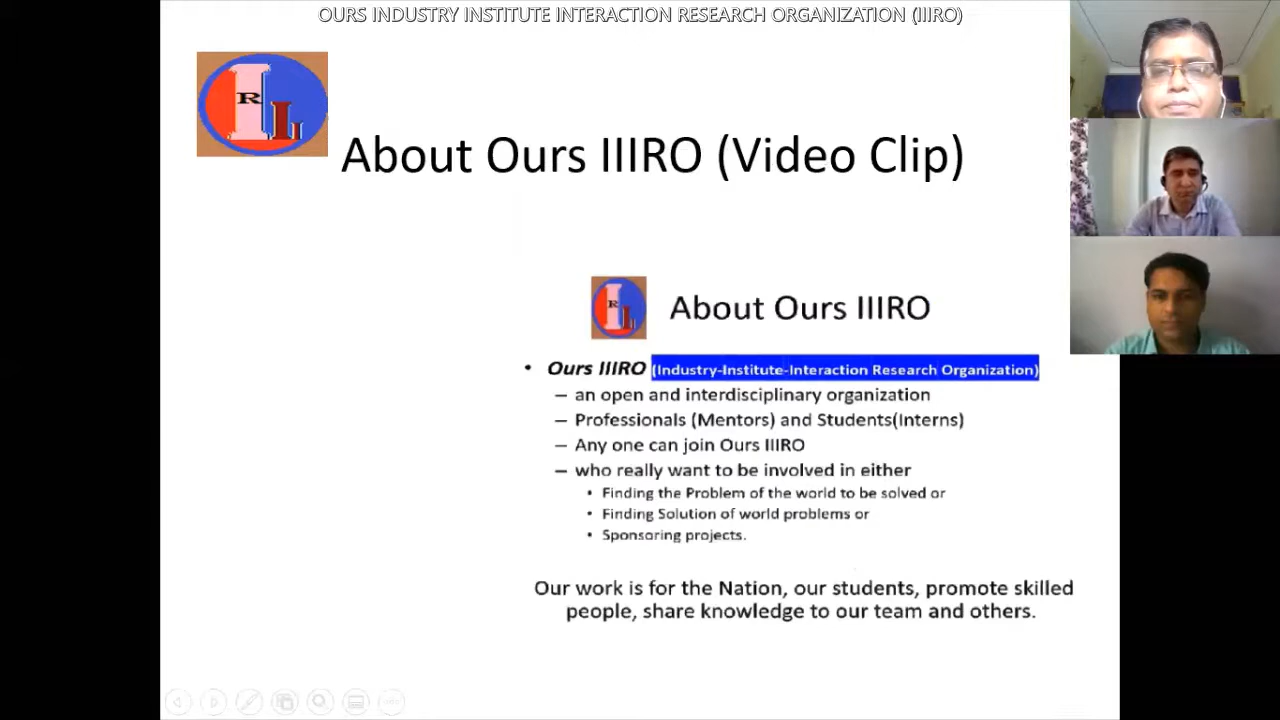 OURS INDUSTRY INSTITUTE INTERACTION RESEARCH ORGANIZATION (IIIRO)
R
About Ours IIIRO (Video Clip)
R
About Ours IIIRO
• Ours IIIRO (Industry-Institute-Interaction Research Organization)
– an open and interdisciplinary organization
– Professionals (Mentors) and Students(Interns)
– Any one can join Ours IIIRO
– who really want to be involved in either
• Finding the Problem of the world to be solved or
• Finding Solution of world problems or
• Sponsoring projects.
Our work is for the Nation, our students, promote skilled
people, share knowledge to our team and others.